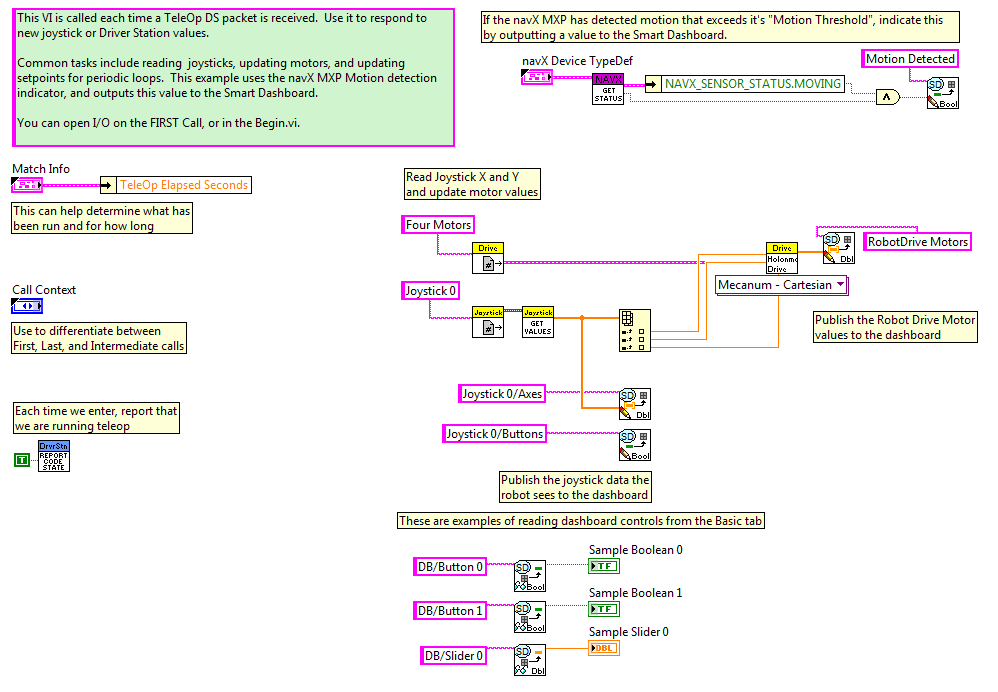 This VI is called each time a TeleOp DS packet is received.  Use it to respond to
new joystick or Driver Station values.
Common tasks include reading  joysticks, updating motors, and updating
setpoints for periodic loops.  This example uses the navX MXP Motion detection
indicator, and outputs this value to the Smart Dashboard.
You can open I/O on the FIRST Call, or in the Begin.vi.
If the navX MXP has detected motion that exceeds it's "Motion Threshold", indicate this
by outputting a value to the Smart Dashboard.
navX Device TypeDef
NAVX
GET
STATUS
NAVX_SENSOR_STATUS.MOVING
Motion Detected
SD
Bool
Match Info
TeleOp Elapsed Seconds
This can help determine what has
been run and for how long
Call Context
Use to differentiate between
First, Last, and Intermediate calls
Each time we enter, report that
we are running teleop
T
DrvrStn
REPORT
CODE
STATE
Read Joystick X and Y
and update motor values
Four Motors
Drive
Joystick 0
Joystick
Joystick
GET
VALUES
Drive
Holonmc
Drive
Mecanum - Cartesian
SD
Dbl
RobotDrive Motors
Publish the Robot Drive Motor
values to the dashboard
Joystick 0/Axes
SD
Dbl
Joystick 0/Buttons
SD
Bool
Publish the joystick data the
robot sees to the dashboard
These are examples of reading dashboard controls from the Basic tab
DB/Button 0
SD
Bool
Sample Boolean 0
TF
DB/Button 1
SD
Bool
Sample Boolean 1
TF
DB/Slider 0
SD
Dbl
Sample Slider 0
DBL